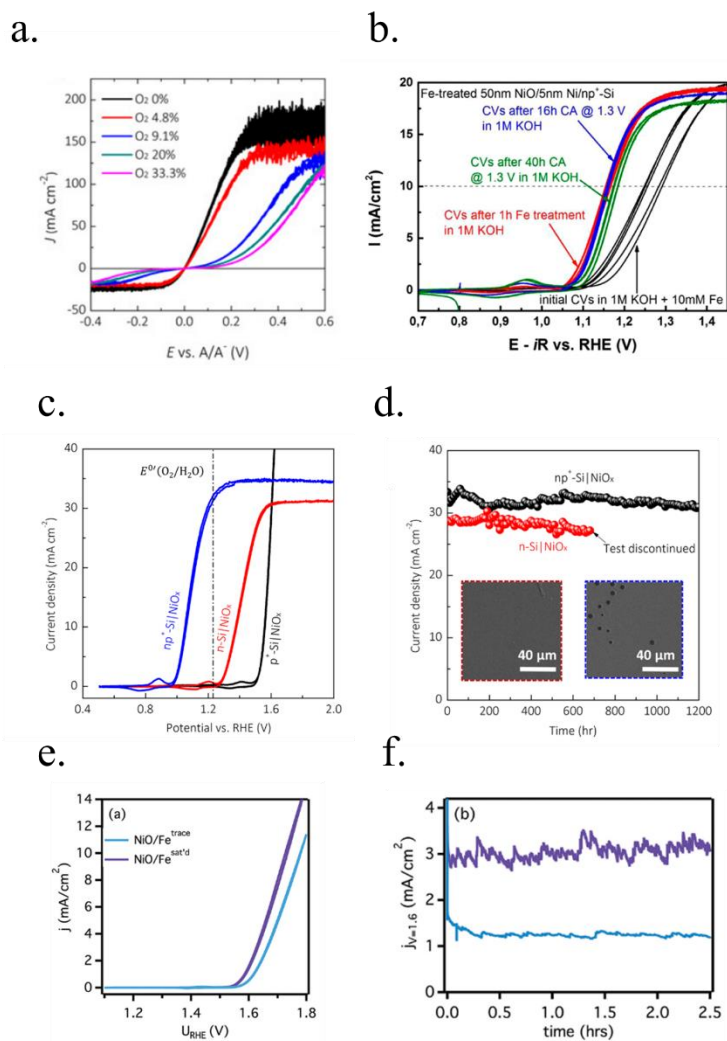 a.
b.
O₂ 0%
O₂ 4.8%
O₂ 9.1%
O₂ 20%
O₂ 33.3%
J (mA cm⁻²)
200
150
100
50
0
-25
-50
-0.4
-0.2
0.0
0.2
0.4
0.6
E vs. A/A⁻ (V)
Fe-treated 50nm NiO/5nm Ni/np⁺-Si
CVs after 16h CA @ 1.3 V
in 1M KOH
CVs after 40h CA
@ 1.3 V in 1M KOH
CVs after 1h Fe treatment
in 1M KOH
initial CVs in 1M KOH + 10mM Fe
I (mA/cm²)
20
15
10
5
0
0,7
0,8
0,9
1,0
1,1
1,2
1,3
1,4
E - iR vs. RHE (V)
c.
d.
E⁰′(O₂/H₂O)
np⁺-Si|NiOₓ
n-Si|NiOₓ
p⁺-Si|NiOₓ
Current density (mA cm⁻²)
40
30
20
10
0
0.4
0.8
1.2
1.6
2.0
Potential vs. RHE (V)
np⁺-Si|NiOₓ
n-Si|NiOₓ
Test discontinued
40 μm
40 μm
Current density (mA cm⁻²)
40
30
20
10
0
0
200
400
600
800
1000
1200
Time (hr)
e.
f.
(a)
NiO/Fe^trace
NiO/Fe^sat'd
j (mA/cm²)
14
12
10
8
6
4
2
0
1.2
1.4
1.6
1.8
U_RHE (V)
(b)
j_V=1.6 (mA/cm²)
4
3
2
1
0
0.0
0.5
1.0
1.5
2.0
2.5
time (hrs)